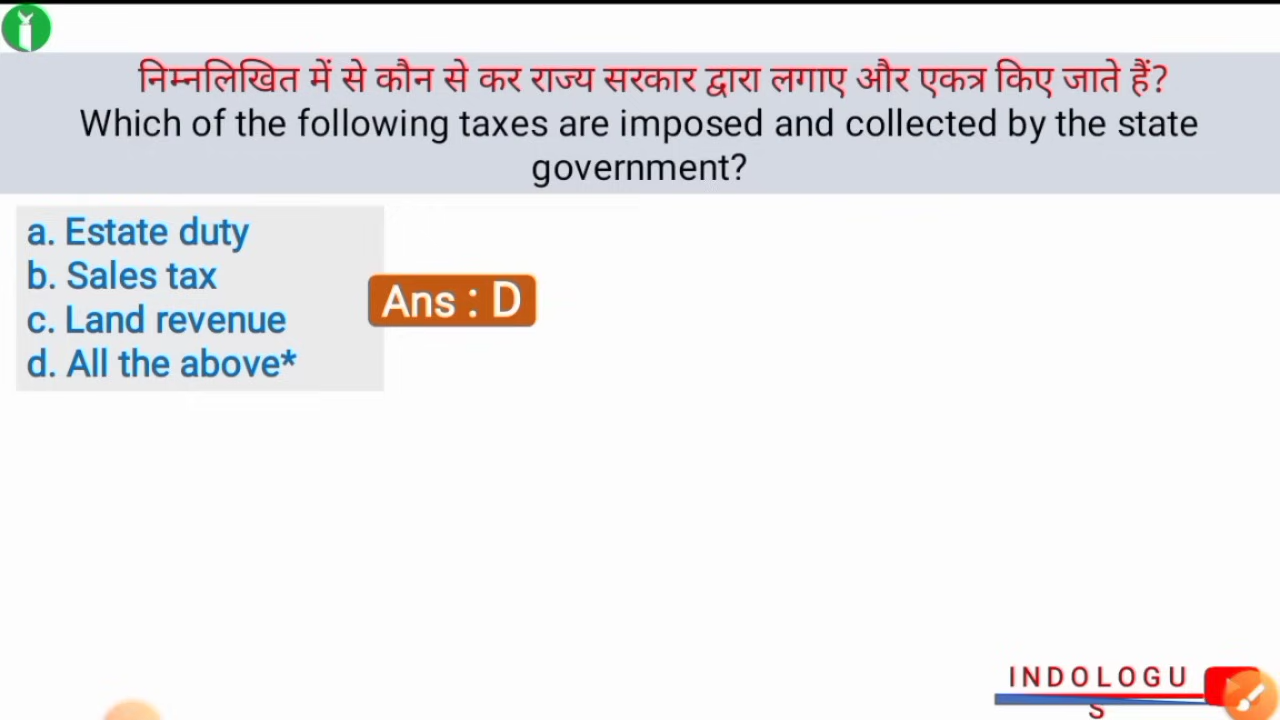 निम्नलिखित में से कौन से कर राज्य सरकार द्वारा लगाए और एकत्र किए जाते हैं?
Which of the following taxes are imposed and collected by the state
government?
a. Estate duty
b. Sales tax
c. Land revenue
d. All the above*
Ans : D
INDOLOGU
S